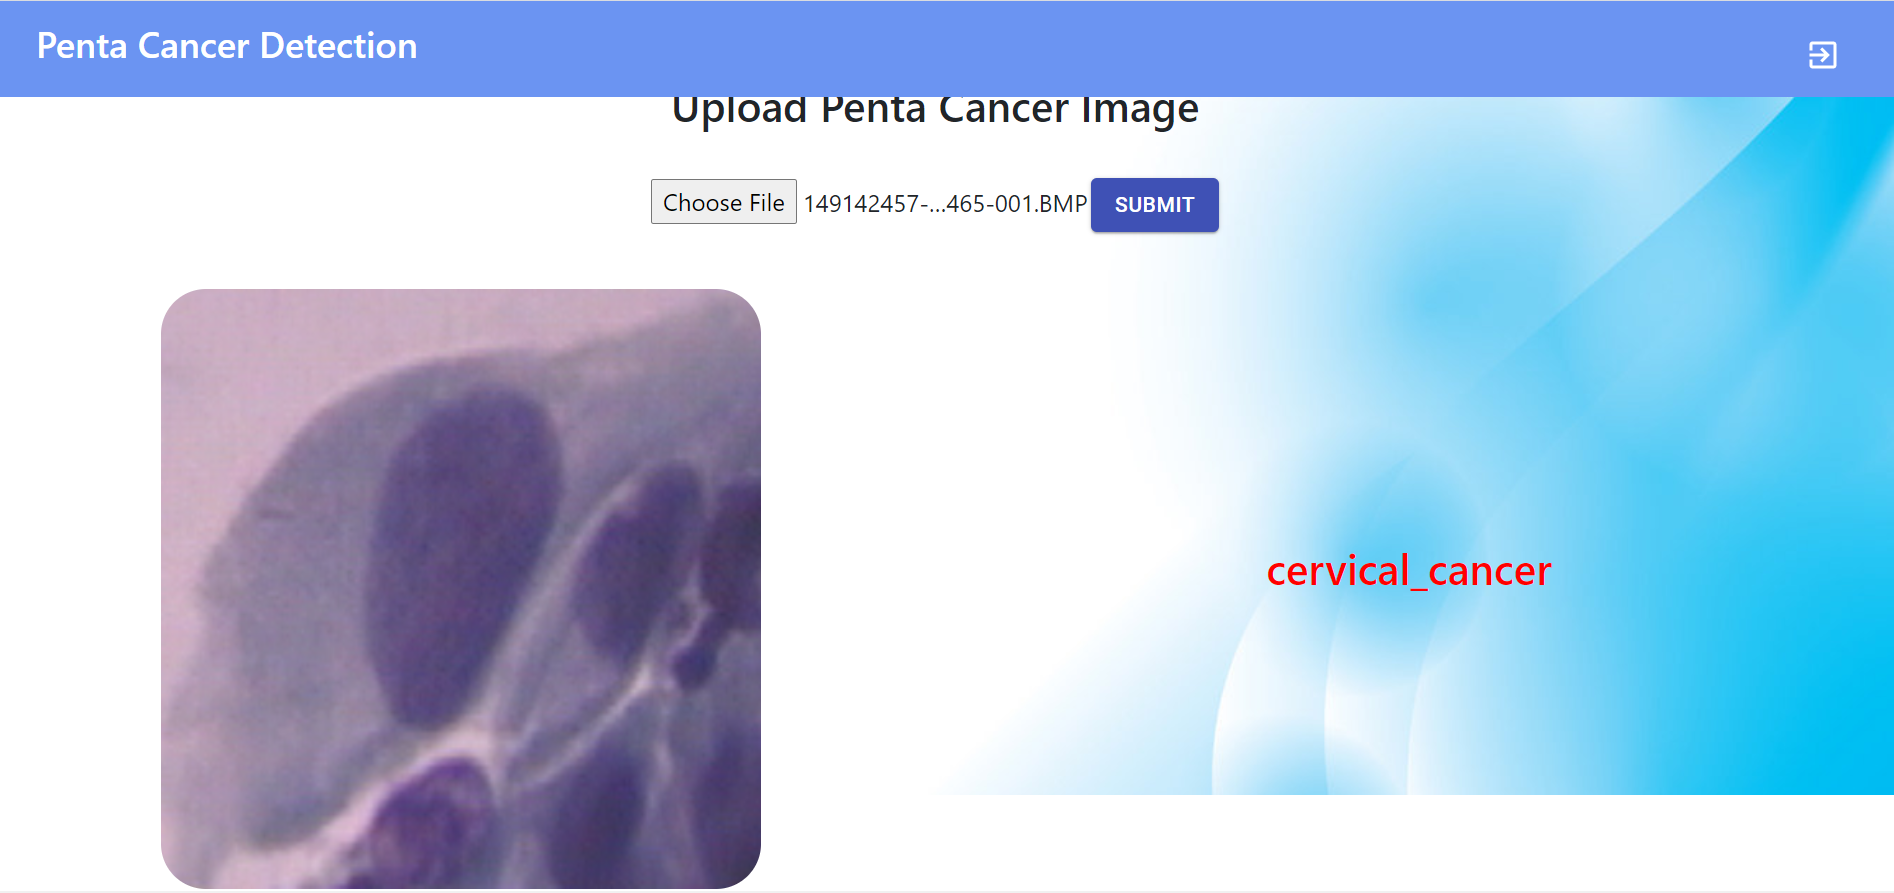 Penta Cancer Detection
Upload Penta Cancer Image
Choose File 149142457-...465-001.BMP SUBMIT
cervical_cancer